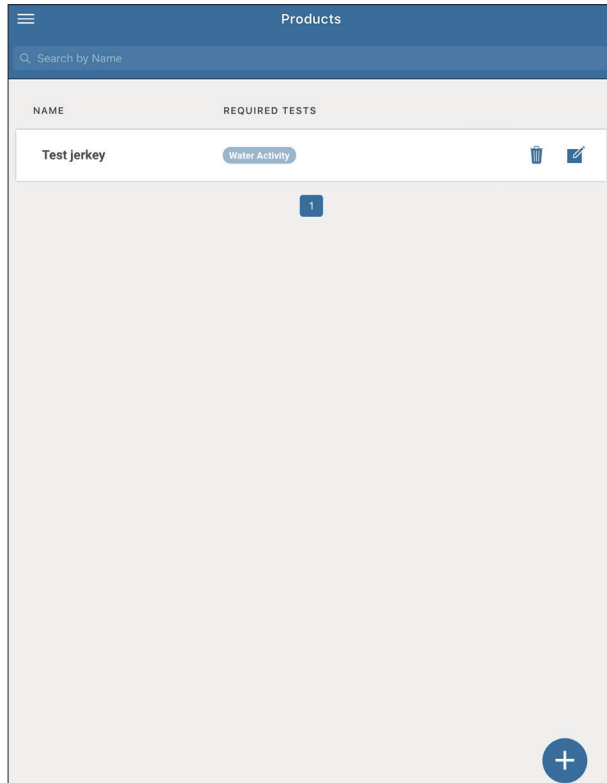 Products
Search by Name
NAME REQUIRED TESTS
Test jerkey Water Activity
1